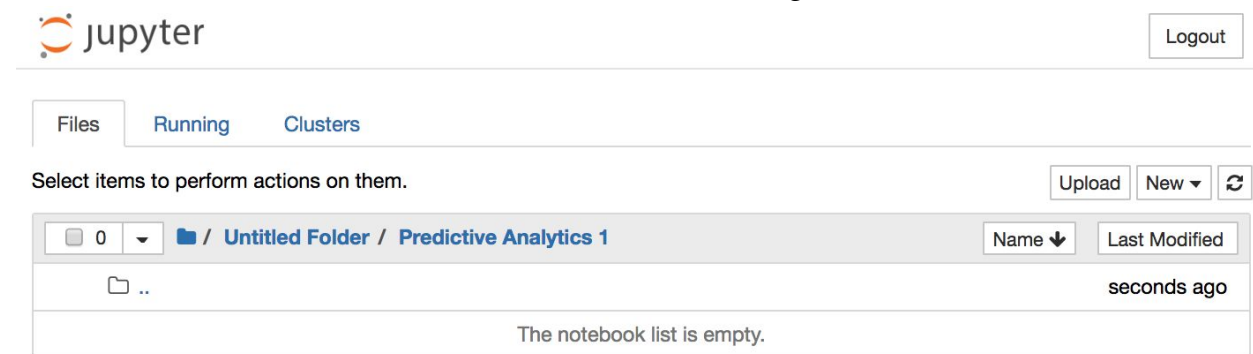 jupyter Logout
Files Running Clusters
Select items to perform actions on them. Upload New
0 / Untitled Folder / Predictive Analytics 1 Name Last Modified
.. seconds ago
The notebook list is empty.